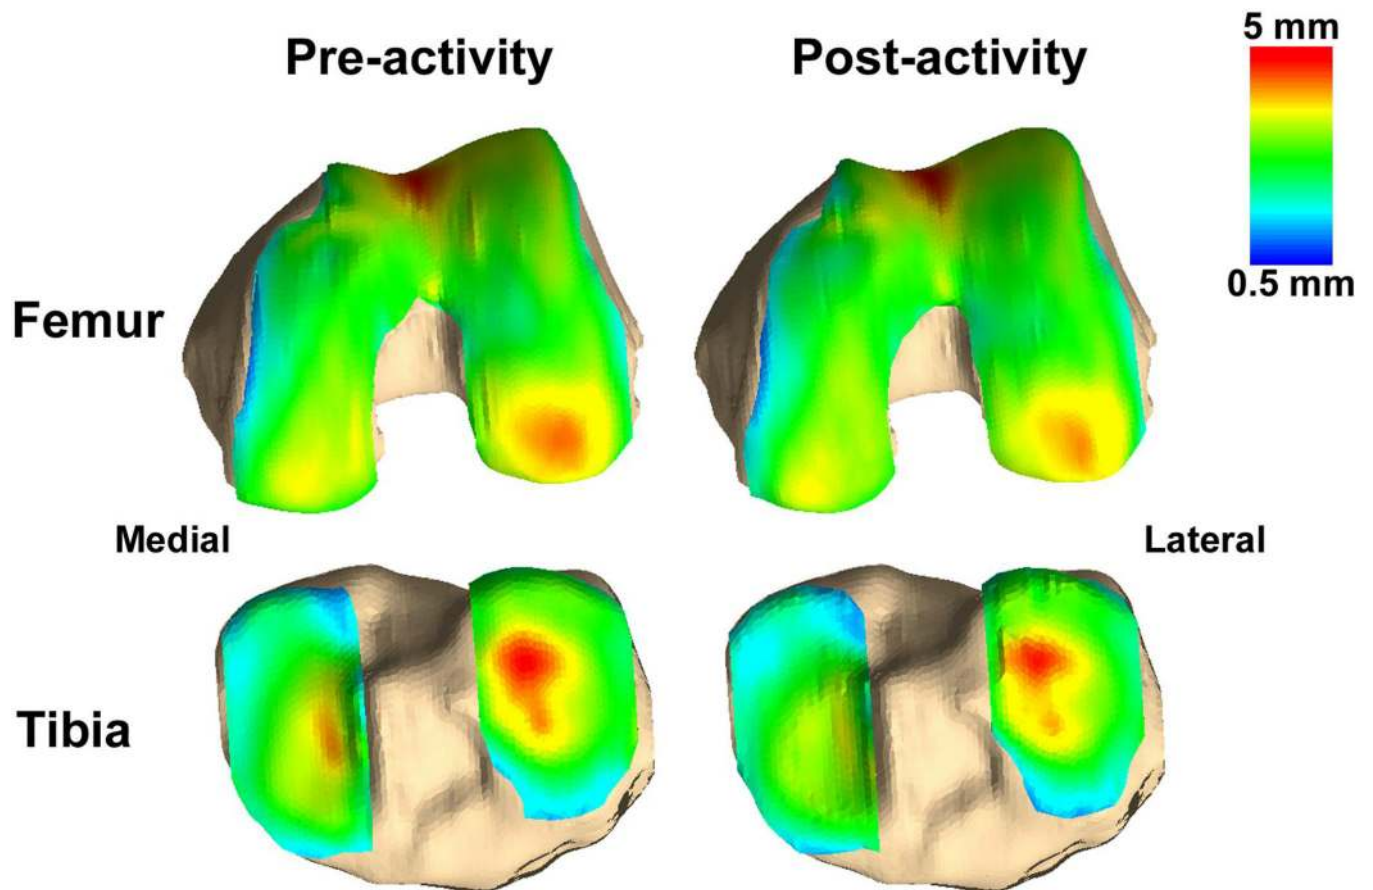 Pre-activity
Post-activity
5 mm
0.5 mm
Femur
Medial
Lateral
Tibia